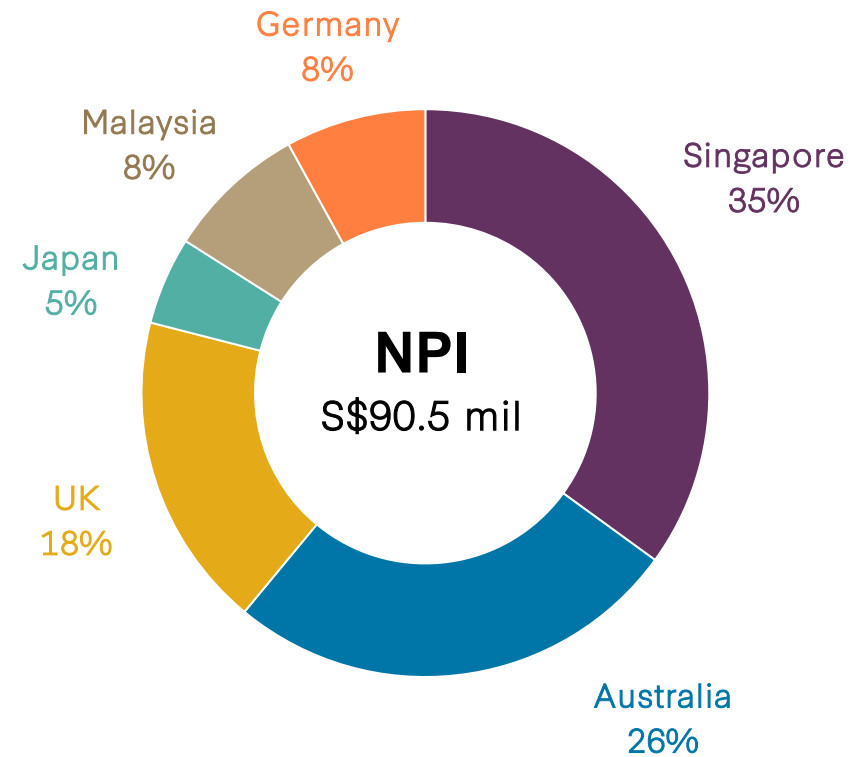 Germany
8%
Malaysia
8%
Singapore
35%
Japan
5%
NPI
S$90.5 mil
UK
18%
Australia
26%